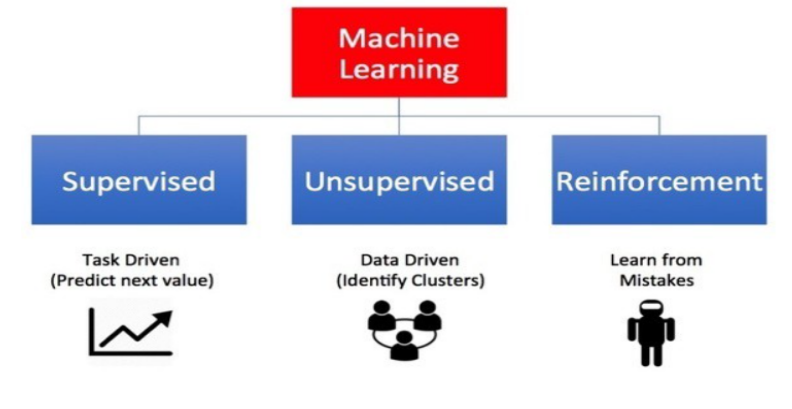 Machine
Learning
Supervised
Unsupervised
Reinforcement
Task Driven
(Predict next value)
Data Driven
(Identify Clusters)
Learn from
Mistakes